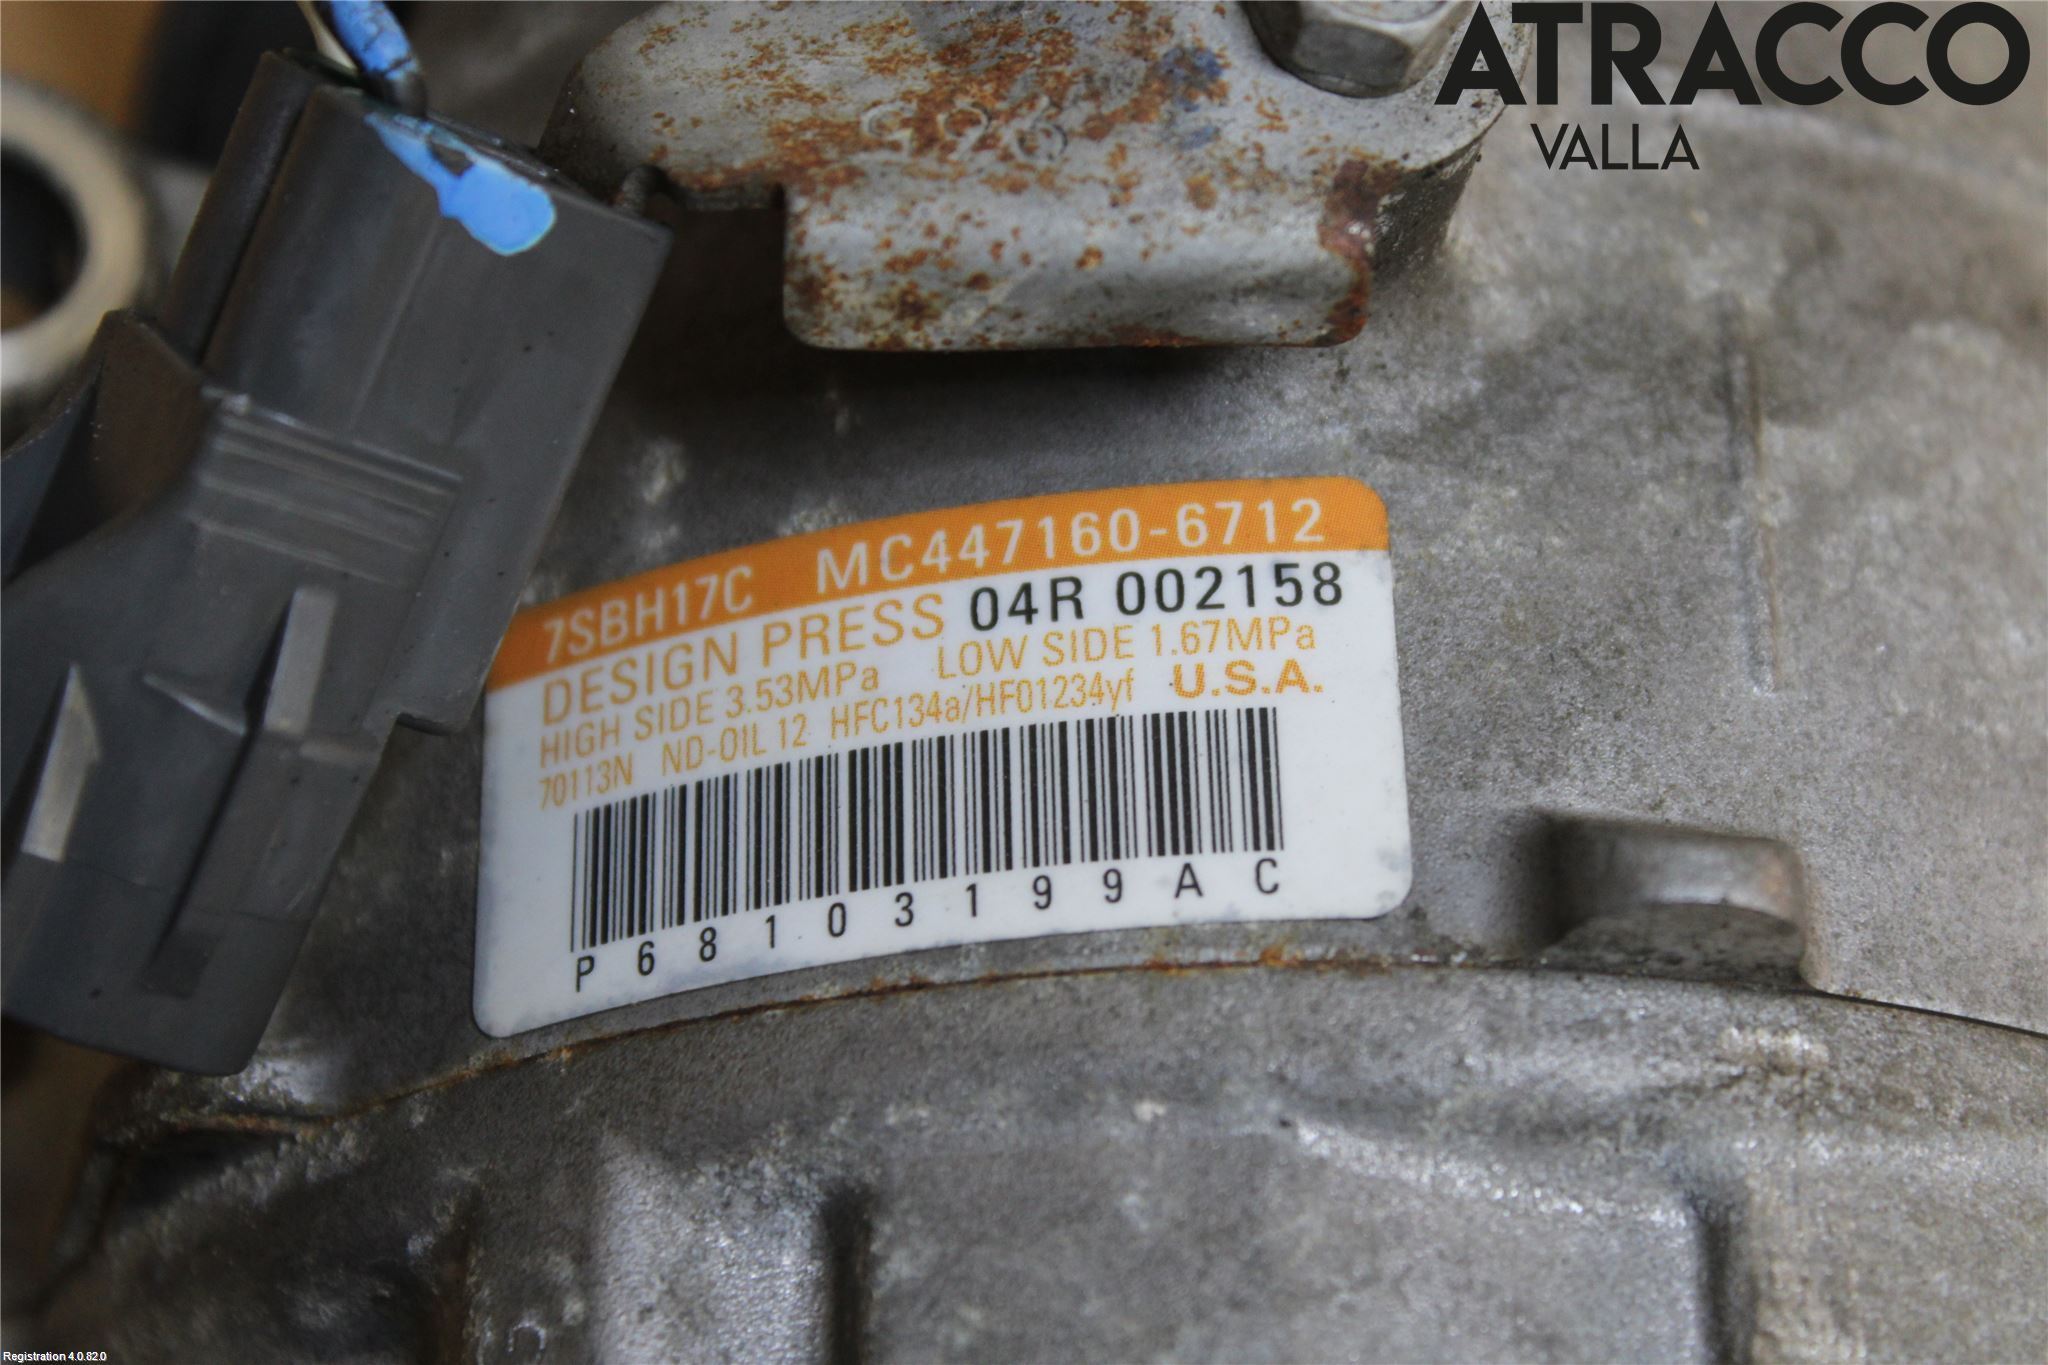 ATRACCO
VALLA
7SBH17C MC447160-6712
DESIGN PRESS 04R 002158
HIGH SIDE 3.53MPa LOW SIDE 1.67MPa
70113N ND-OIL 12 HFC134a/HFO1234yf U.S.A.
P68103199AC
Registration 4.0.82.0